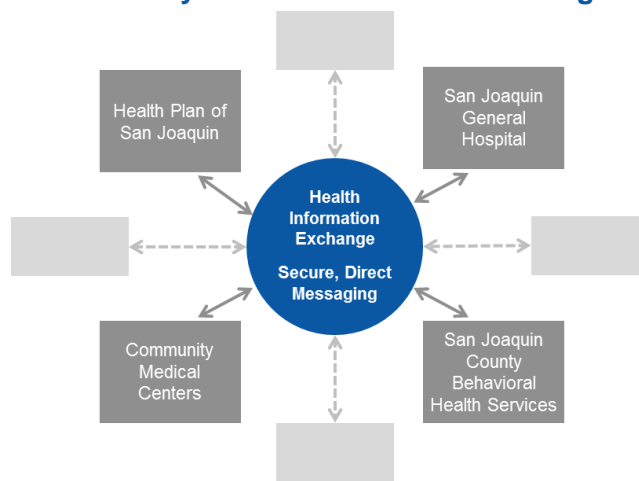 Health Plan of
San Joaquin
San Joaquin
General
Hospital
Health
Information
Exchange
Secure, Direct
Messaging
Community
Medical
Centers
San Joaquin
County
Behavioral
Health Services